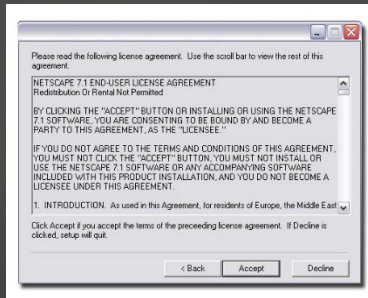 Please read the following license agreement. Use the scroll bar to view the rest of this
agreement.
NETSCAPE 7.1 END-USER LICENSE AGREEMENT
Redistribution Or Rental Not Permitted
BY CLICKING THE "ACCEPT" BUTTON OR INSTALLING OR USING THE NETSCAPE
7.1 SOFTWARE, YOU ARE CONSENTING TO BE BOUND BY AND BECOME A
PARTY TO THIS AGREEMENT, AS THE "LICENSEE."
IF YOU DO NOT AGREE TO THE TERMS AND CONDITIONS OF THIS AGREEMENT,
YOU MUST NOT CLICK THE "ACCEPT" BUTTON, YOU MUST NOT INSTALL OR
USE THE NETSCAPE 7.1 SOFTWARE OR ANY ACCOMPANYING SOFTWARE
INCLUDED WITH THIS PRODUCT INSTALLATION, AND YOU DO NOT BECOME A
LICENSEE UNDER THIS AGREEMENT.
1. INTRODUCTION. As used in this Agreement, for residents of Europe, the Middle East
Click Accept if you accept the terms of the preceeding license agreement. If Decline is
clicked, setup will quit.
< Back Accept Decline